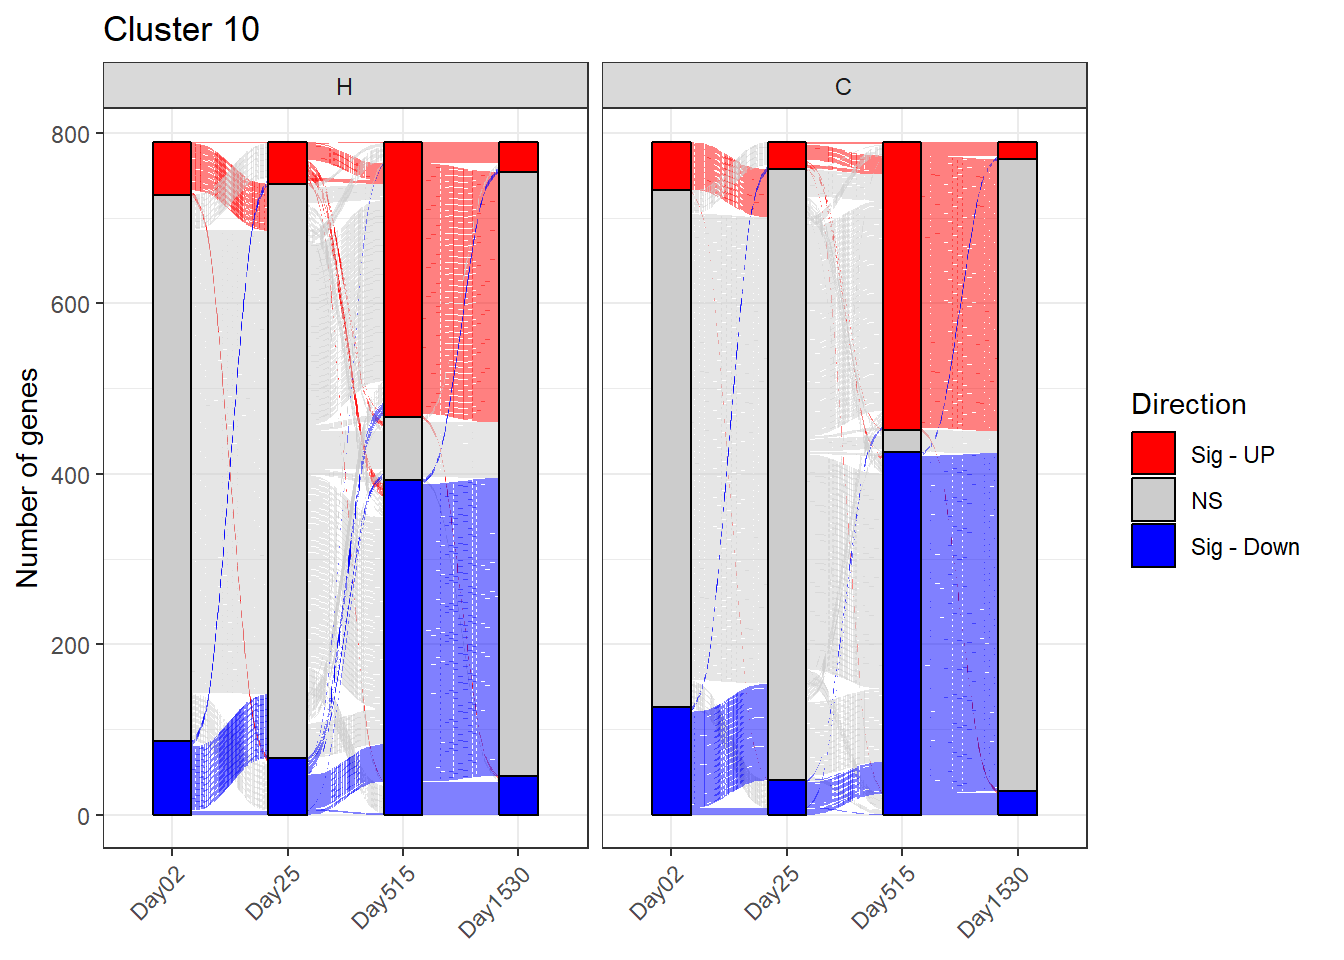 Cluster 10
H
C
Number of genes
800
600
400
200
0
Day02
Day25
Day515
Day1530
Day02
Day25
Day515
Day1530
Direction
Sig - UP
NS
Sig - Down